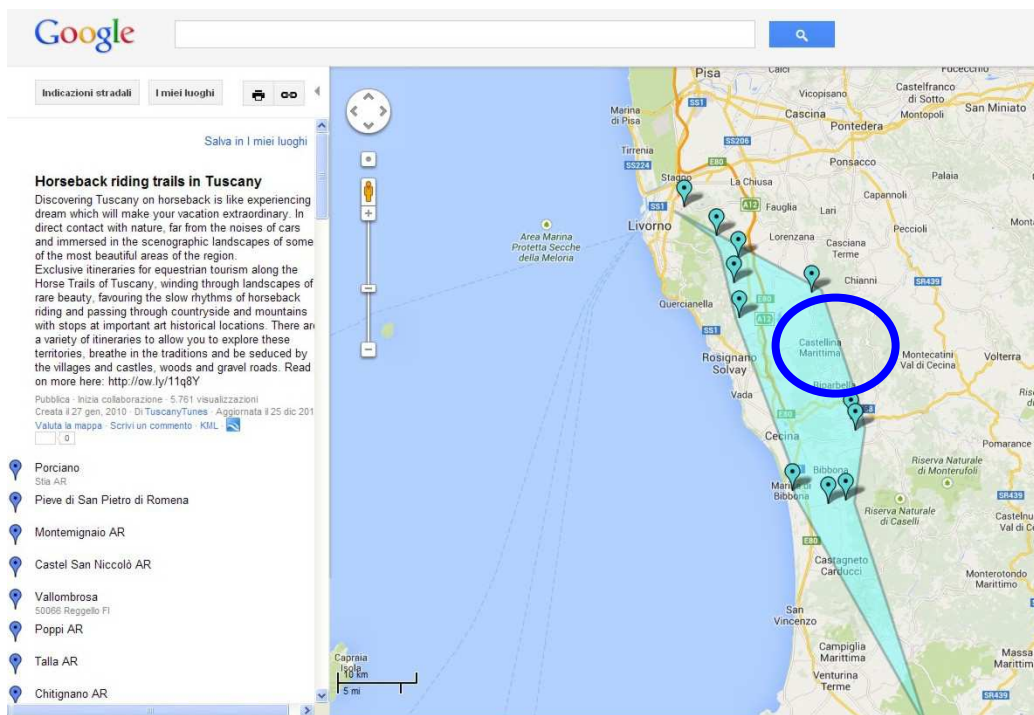 Google
Indicazioni stradali
I miei luoghi
Salva in I miei luoghi
Horseback riding trails in Tuscany
Discovering Tuscany on horseback is like experiencing
dream which will make your vacation extraordinary. In
direct contact with nature, far from the noises of cars
and immersed in the scenographic landscapes of some
of the most beautiful areas of the region.
Exclusive itineraries for equestrian tourism along the
Horse Trails of Tuscany, winding through landscapes of
rare beauty, favouring the slow rhythms of horseback
riding and passing through countryside and mountains
with stops at important art historical locations. There are
a variety of itineraries to allow you to explore these
territories, breathe in the traditions and be seduced by
the villages and castles, woods and gravel roads. Read
on more here: http://ow.ly/11q8Y
Pubblica · Inizia collaborazione · 5.761 visualizzazioni
Creata il 27 gen, 2010 · Di TuscanyTunes · Aggiornata il 25 dic 201
Valuta la mappa · Scrivi un commento · KML ·
0
Porciano
Stia AR
Pieve di San Pietro di Romena
Montemignaio AR
Castel San Niccolò AR
Vallombrosa
50066 Reggello FI
Poppi AR
Talla AR
Chitignano AR
Pisa
Calci
Fucecchio
Vicopisano
Castelfranco
di Sotto
San Miniato
Marina
di Pisa
SS1
Cascina
Montopoli
Pontedera
Tirrenia
SS206
SS224
E80
Ponsacco
Stagno
La Chiusa
Palaia
Capannoli
SS1
A12
Fauglia
Lari
Livorno
Lorenzana
Peccioli
Casciana
Terme
Area Marina
Protetta Secche
della Meloria
Chianni
SR439
Quercianella
E80
A12
SS1
Castellina
Marittima
Rosignano
Solvay
Montecatini
Val di Cecina
Volterra
Vada
Cecina
Pomarance
Bibbona
Riserva Naturale
di Monterufoli
Marina di
Bibbona
SR439
Riserva Naturale
di Caselli
Castelnu
Val di C
E80
Castagneto
Carducci
Monterotondo
Marittimo
San
Vincenzo
Campiglia
Marittima
Massa
Marittim
Venturina
Terme
Capraia
Isola
10 km
5 mi